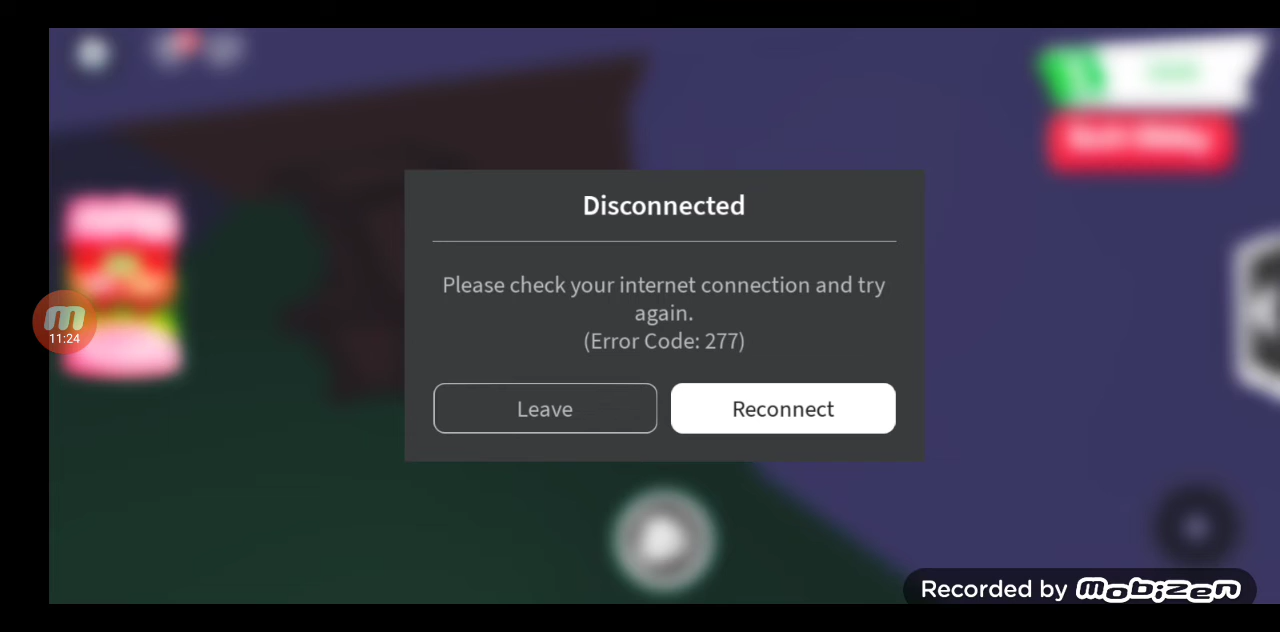 Disconnected
Please check your internet connection and try
again.
(Error Code: 277)
Leave
Reconnect
11:24
Recorded by Mobizen